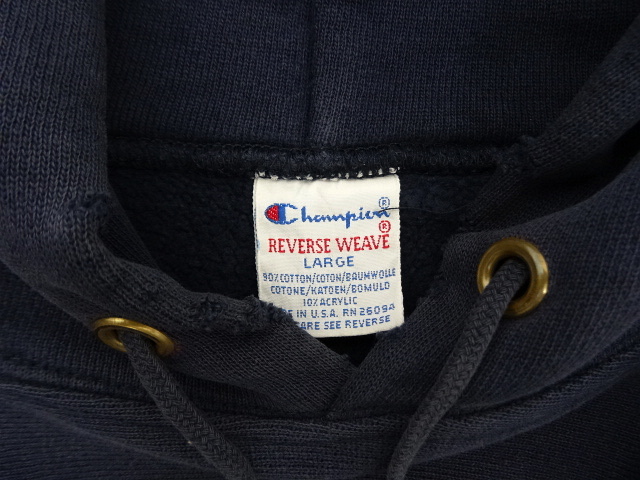 Champion®
REVERSE WEAVE®
LARGE
90% COTTON/COTON/BAUMWOLLE
COTONE/KATOEN/BOMULD
10% ACRYLIC
IN U.S.A. RN 26094
SEE REVERSE